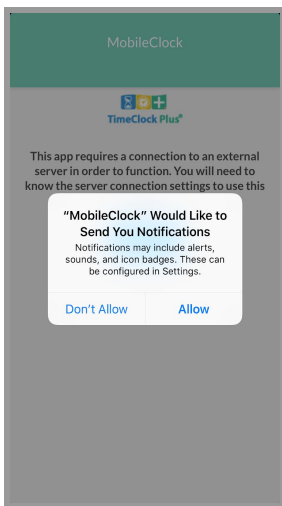 MobileClock
TimeClock Plus®
This app requires a connection to an external
server in order to function. You will need to
know the server connection settings to use this
“MobileClock” Would Like to
Send You Notifications
Notifications may include alerts,
sounds, and icon badges. These can
be configured in Settings.
Don’t Allow
Allow